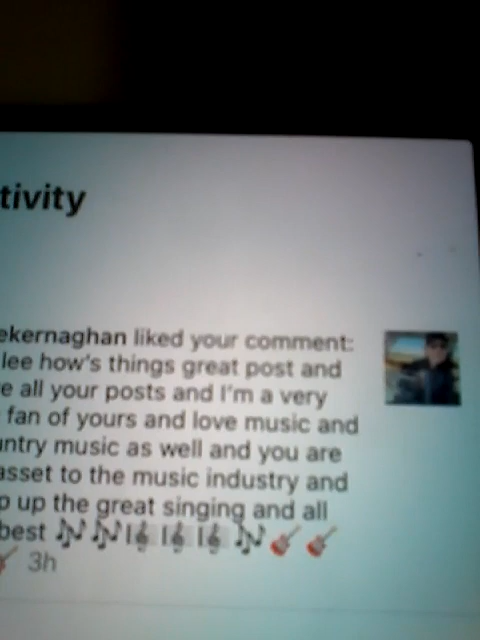 tivity
ekernaghan liked your comment:
lee how's things great post and
e all your posts and I'm a very
fan of yours and love music and
ntry music as well and you are
asset to the music industry and
p up the great singing and all
best 🎶🎶🎼🎼🎼🎶🎸🎸
🎸 3h